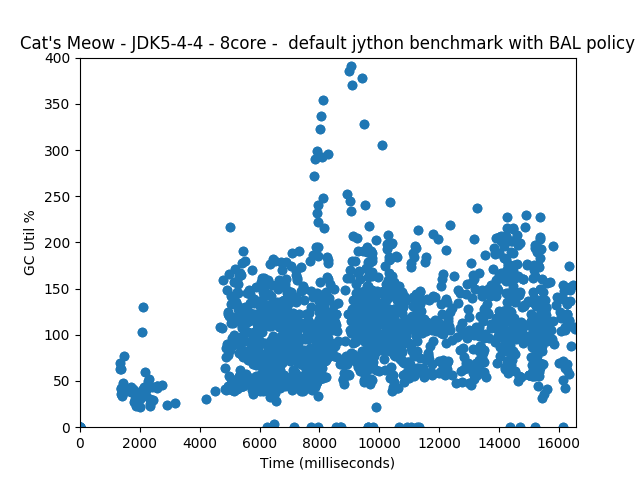 Cat's Meow - JDK5-4-4 - 8core -  default jython benchmark with BAL policy
400
350
300
250
200
150
100
50
0
GC Util %
0 2000 4000 6000 8000 10000 12000 14000 16000
Time (milliseconds)